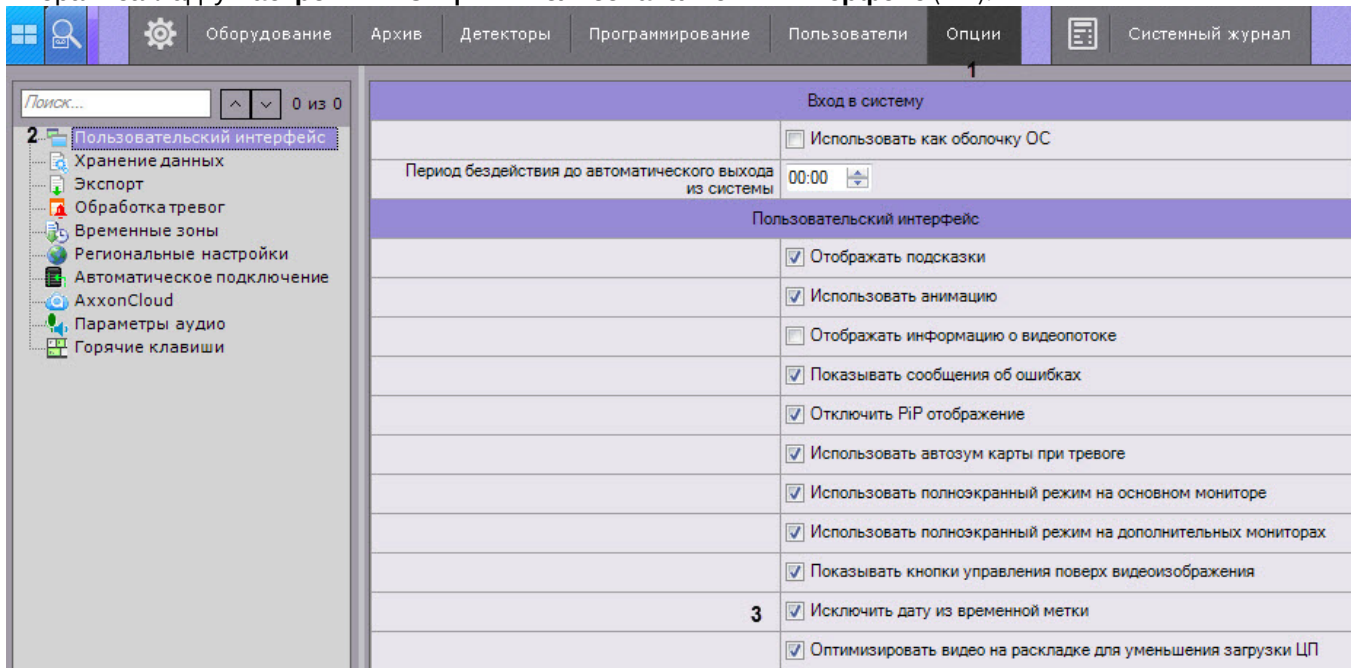 Оборудование Архив Детекторы Программирование Пользователи Опции Системный журнал
1
Поиск... 0 из 0
2 Пользовательский интерфейс
Хранение данных
Экспорт
Обработка тревог
Временные зоны
Региональные настройки
Автоматическое подключение
AxxonCloud
Параметры аудио
Горячие клавиши
Вход в систему
Использовать как оболочку ОС
Период бездействия до автоматического выхода
из системы
00:00
Пользовательский интерфейс
Отображать подсказки
Использовать анимацию
Отображать информацию о видеопотоке
Показывать сообщения об ошибках
Отключить PiP отображение
Использовать автозум карты при тревоге
Использовать полноэкранный режим на основном мониторе
Использовать полноэкранный режим на дополнительных мониторах
Показывать кнопки управления поверх видеоизображения
3 Исключить дату из временной метки
Оптимизировать видео на раскладке для уменьшения загрузки ЦП